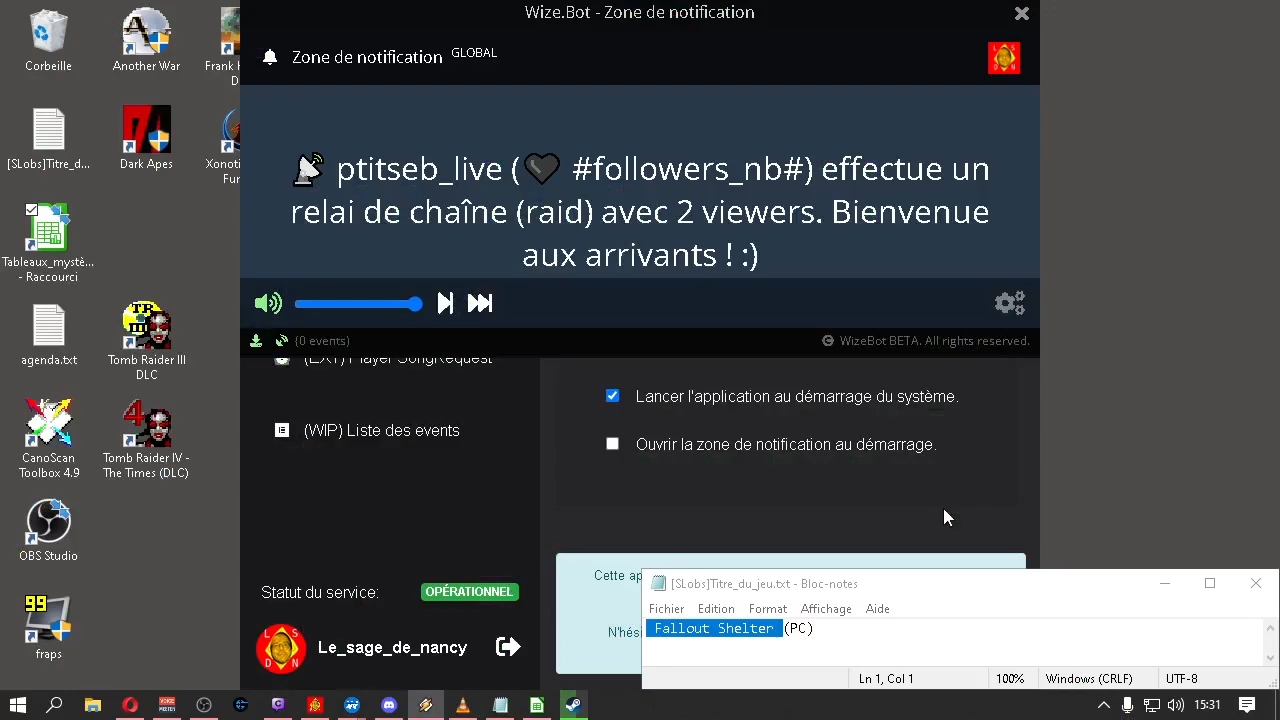 Wize.Bot - Zone de notification
Zone de notification GLOBAL
ptitseb_live (🖤 #followers_nb#) effectue un
relai de chaîne (raid) avec 2 viewers. Bienvenue
aux arrivants ! :)
(0 events)
WizeBot BETA. All rights reserved.
(EXT) Player SongRequest
(WIP) Liste des events
Lancer l'application au démarrage du système.
Ouvrir la zone de notification au démarrage.
Cette ap
N'hési
Statut du service: OPÉRATIONNEL
Le_sage_de_nancy
[SLobs]Titre_du_jeu.txt - Bloc-notes
Fichier Edition Format Affichage Aide
Fallout Shelter (PC)
Ln 1, Col 1 100% Windows (CRLF) UTF-8
Corbeille
Another War
Frank
[SLobs]Titre_d...
Dark Apes
Xonoti
Fur
Tableaux_mystè...
- Raccourci
agenda.txt
Tomb Raider III
DLC
CanoScan
Toolbox 4.9
Tomb Raider IV -
The Times (DLC)
OBS Studio
99
fraps
15:31